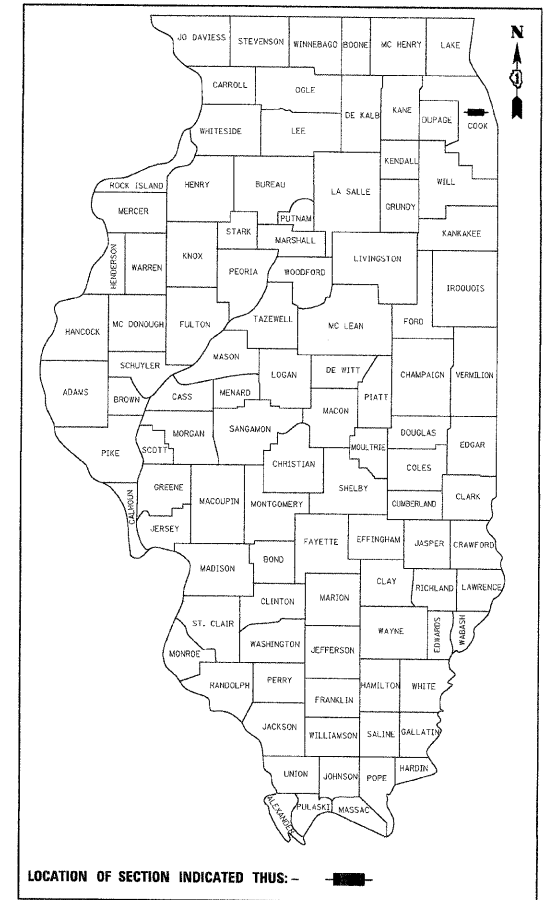 JO DAVIESS STEVENSON WINNEBAGO BOONE MC HENRY LAKE
N
CARROLL OGLE
DE KALB KANE DUPAGE COOK
WHITESIDE LEE
KENDALL
WILL
ROCK ISLAND HENRY BUREAU LA SALLE
MERCER PUTNAM GRUNDY
STARK MARSHALL KANKAKEE
HENDERSON WARREN KNOX PEORIA WOODFORD LIVINGSTON
IROQUOIS
HANCOCK MC DONOUGH FULTON TAZEWELL MC LEAN FORD
MASON
SCHUYLER LOGAN DE WITT CHAMPAIGN VERMILION
ADAMS BROWN CASS MENARD PIATT
MACON
MORGAN SANGAMON DOUGLAS EDGAR
PIKE SCOTT CHRISTIAN MOULTRIE COLES
GREENE MACOUPIN SHELBY
CALHOUN MONTGOMERY CUMBERLAND CLARK
JERSEY FAYETTE EFFINGHAM JASPER CRAWFORD
MADISON BOND
CLAY RICHLAND LAWRENCE
CLINTON MARION
ST. CLAIR WAYNE EDWARDS WABASH
WASHINGTON JEFFERSON
MONROE
RANDOLPH PERRY HAMILTON WHITE
FRANKLIN
JACKSON WILLIAMSON SALINE GALLATIN
UNION JOHNSON POPE HARDIN
ALEXANDER PULASKI MASSAC
LOCATION OF SECTION INDICATED THUS: -